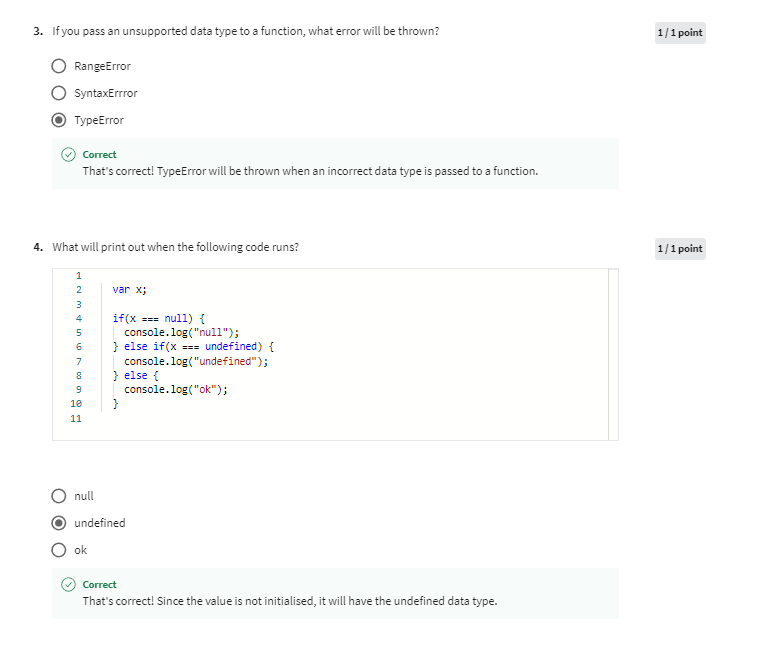 3. If you pass an unsupported data type to a function, what error will be thrown?
1 / 1 point
RangeError
SyntaxErrror
TypeError
Correct
That's correct! TypeError will be thrown when an incorrect data type is passed to a function.
4. What will print out when the following code runs?
1 / 1 point
1
2 var x;
3
4 if(x === null) {
5 console.log("null");
6 } else if(x === undefined) {
7 console.log("undefined");
8 } else {
9 console.log("ok");
10 }
11
null
undefined
ok
Correct
That's correct! Since the value is not initialised, it will have the undefined data type.